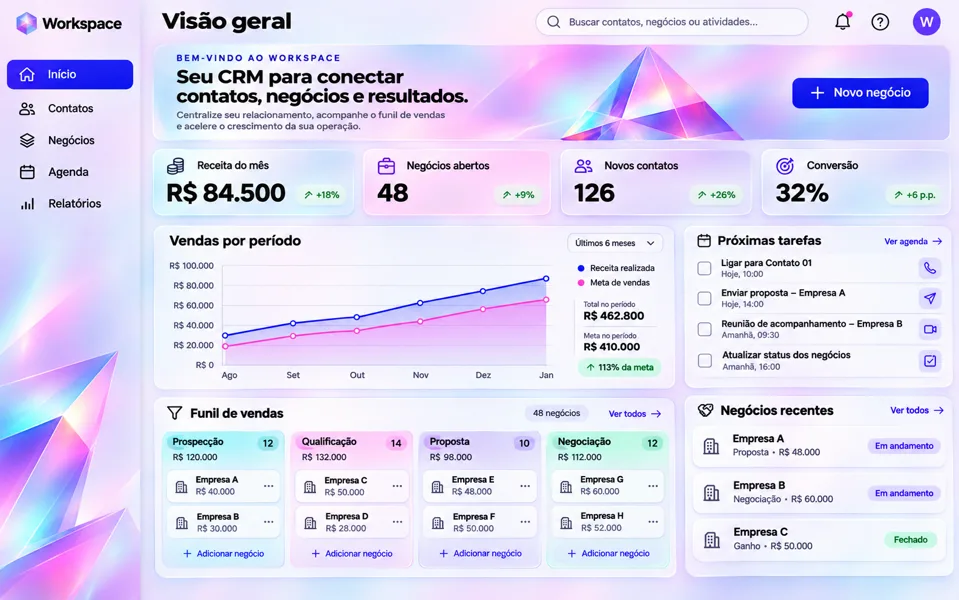 Workspace
Início
Contatos
Negócios
Agenda
Relatórios
Visão geral
Buscar contatos, negócios ou atividades...
W
BEM-VINDO AO WORKSPACE
Seu CRM para conectar
contatos, negócios e resultados.
Centralize seu relacionamento, acompanhe o funil de vendas
e acelere o crescimento da sua operação.
Novo negócio
Receita do mês
R$ 84.500
+18%
Negócios abertos
48
+9%
Novos contatos
126
+26%
Conversão
32%
+6 p.p.
Vendas por período
Últimos 6 meses
R$ 100.000
R$ 80.000
R$ 60.000
R$ 40.000
R$ 20.000
R$ 0
Ago
Set
Out
Nov
Dez
Jan
Receita realizada
Meta de vendas
Total no período
R$ 462.800
Meta no período
R$ 410.000
113% da meta
Próximas tarefas
Ver agenda
Ligar para Contato 01
Hoje, 10:00
Enviar proposta – Empresa A
Hoje, 14:00
Reunião de acompanhamento – Empresa B
Amanhã, 09:30
Atualizar status dos negócios
Amanhã, 16:00
Funil de vendas
48 negócios
Ver todos
Prospecção
12
R$ 120.000
Empresa A
R$ 40.000
Empresa B
R$ 30.000
Adicionar negócio
Qualificação
14
R$ 132.000
Empresa C
R$ 50.000
Empresa D
R$ 28.000
Adicionar negócio
Proposta
10
R$ 98.000
Empresa E
R$ 48.000
Empresa F
R$ 50.000
Adicionar negócio
Negociação
12
R$ 112.000
Empresa G
R$ 60.000
Empresa H
R$ 52.000
Adicionar negócio
Negócios recentes
Ver todos
Empresa A
Proposta • R$ 48.000
Em andamento
Empresa B
Negociação • R$ 60.000
Em andamento
Empresa C
Ganho • R$ 50.000
Fechado